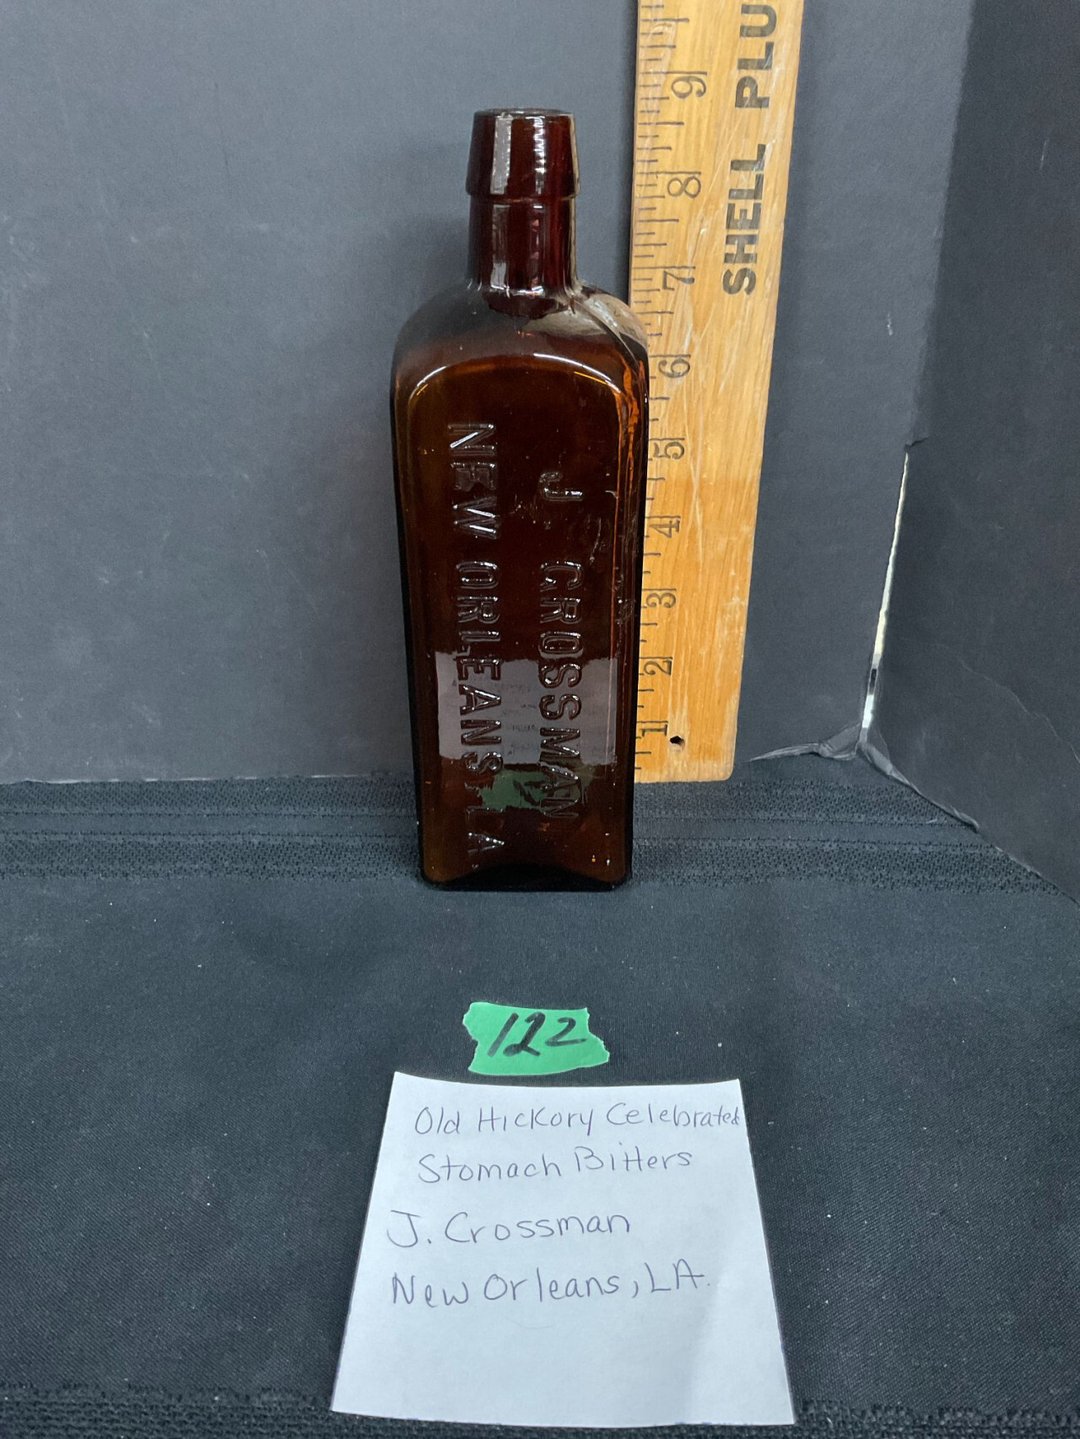 9
8
7
6
5
4
3
2
1
SHELL PLU
J. CROSSMAN
NEW ORLEANS, LA.
122
Old Hickory Celebrated
Stomach Bitters
J. Crossman
New Orleans, LA.